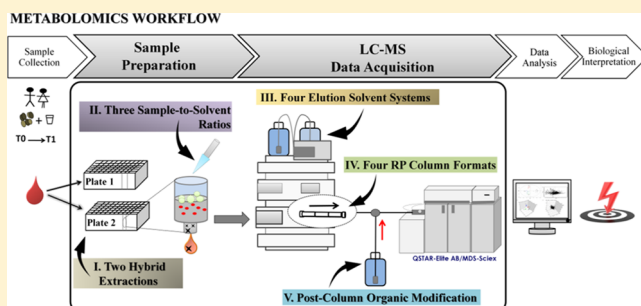 METABOLOMICS WORKFLOW
Sample
Collection
Sample
Preparation
LC-MS
Data Acquisition
Data
Analysis
Biological
Interpretation
II. Three Sample-to-Solvent
Ratios
III. Four Elution Solvent Systems
T0 → T1
IV. Four RP Column Formats
Plate 1
Plate 2
I. Two Hybrid
Extractions
QSTAR-Elite AB/MDS-Sciex
V. Post-Column Organic Modification